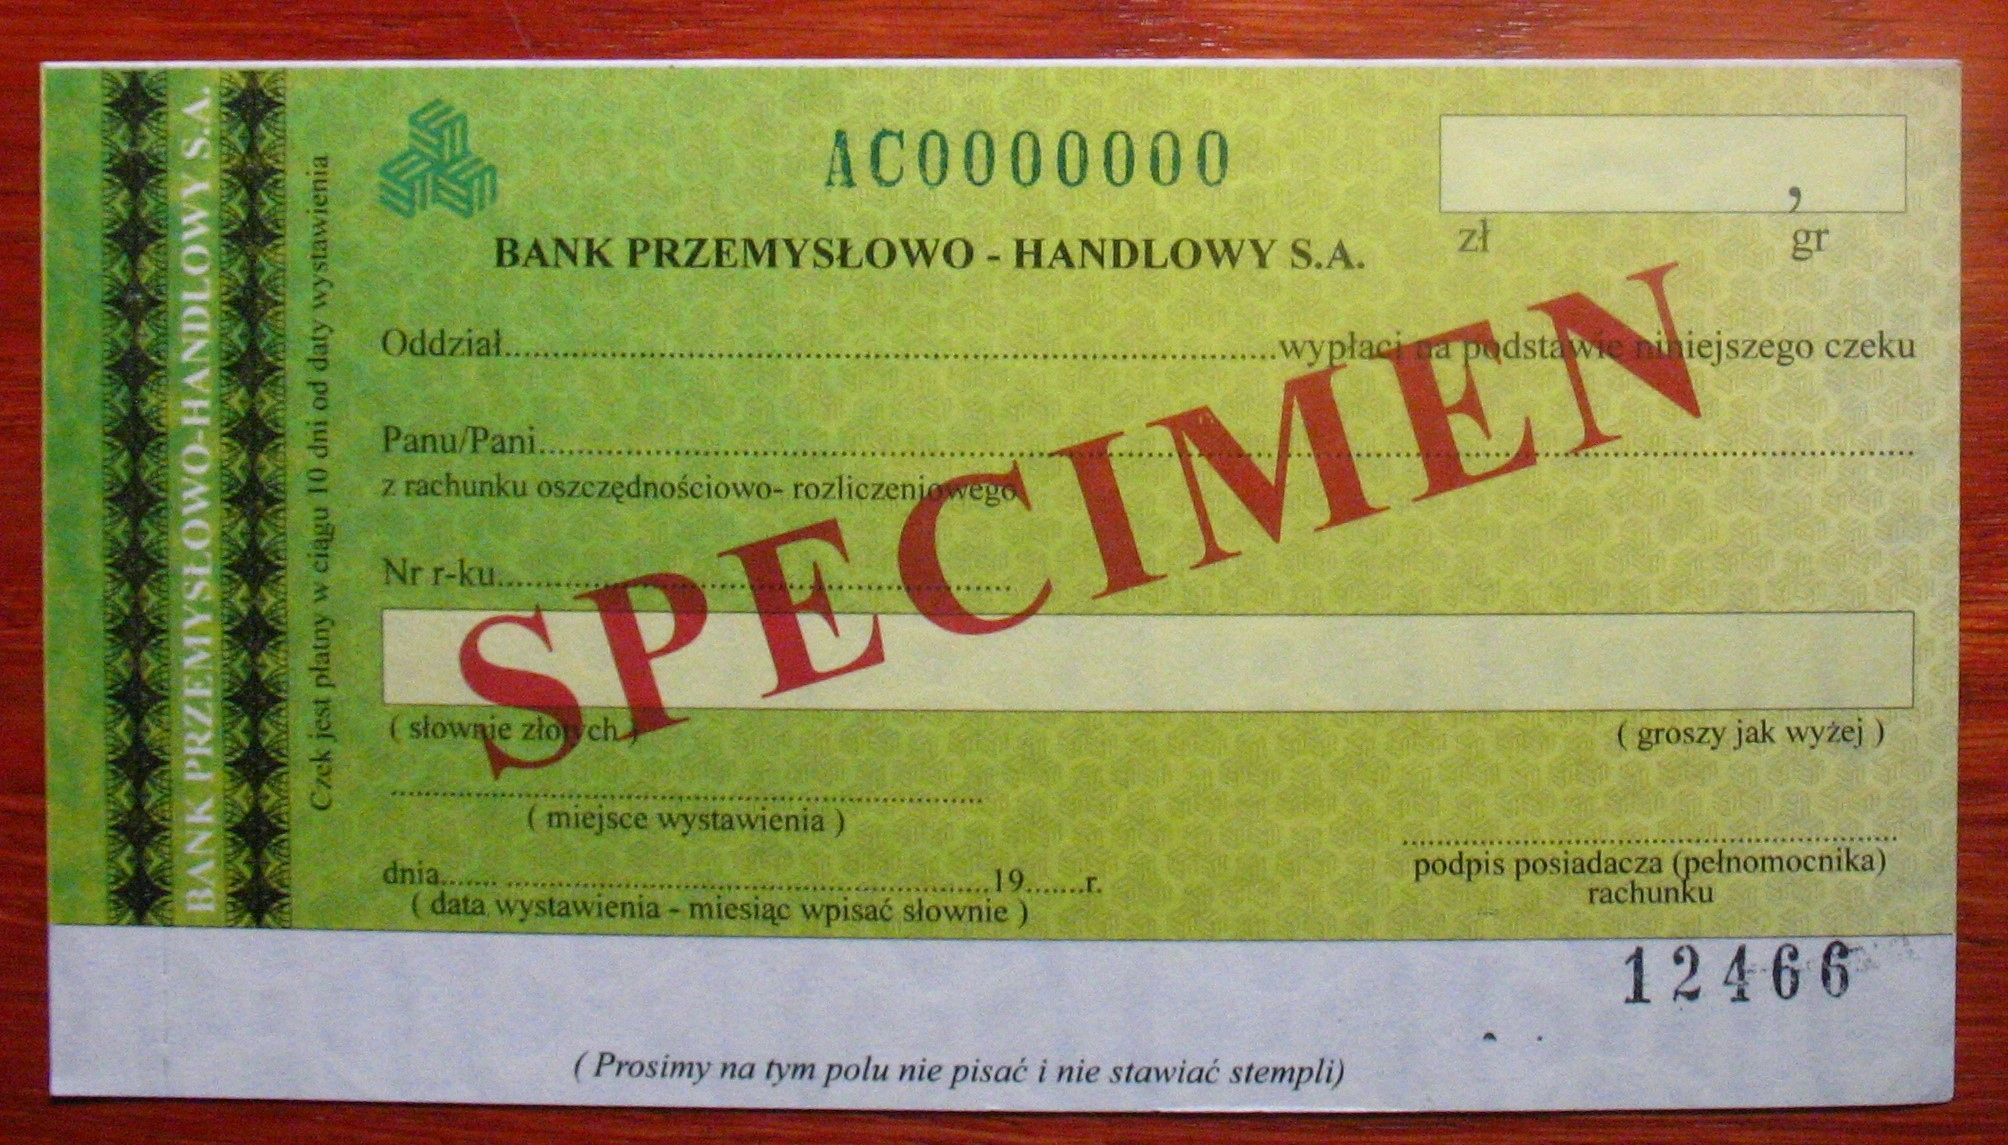 BANK PRZEMYSŁOWO-HANDLOWY S.A.
Czek jest płatny w ciągu 10 dni od daty wystawienia
AC0000000
,
zł gr
BANK PRZEMYSŁOWO - HANDLOWY S.A.
Oddział..........wypłaci na podstawie niniejszego czeku
Panu/Pani..........
z rachunku oszczędnościowo- rozliczeniowego
Nr r-ku..........
SPECIMEN
( słownie złotych ) ( groszy jak wyżej )
( miejsce wystawienia )
podpis posiadacza (pełnomocnika)
rachunku
dnia....... ..........19.......r.
( data wystawienia - miesiąc wpisać słownie )
12466
( Prosimy na tym polu nie pisać i nie stawiać stempli)